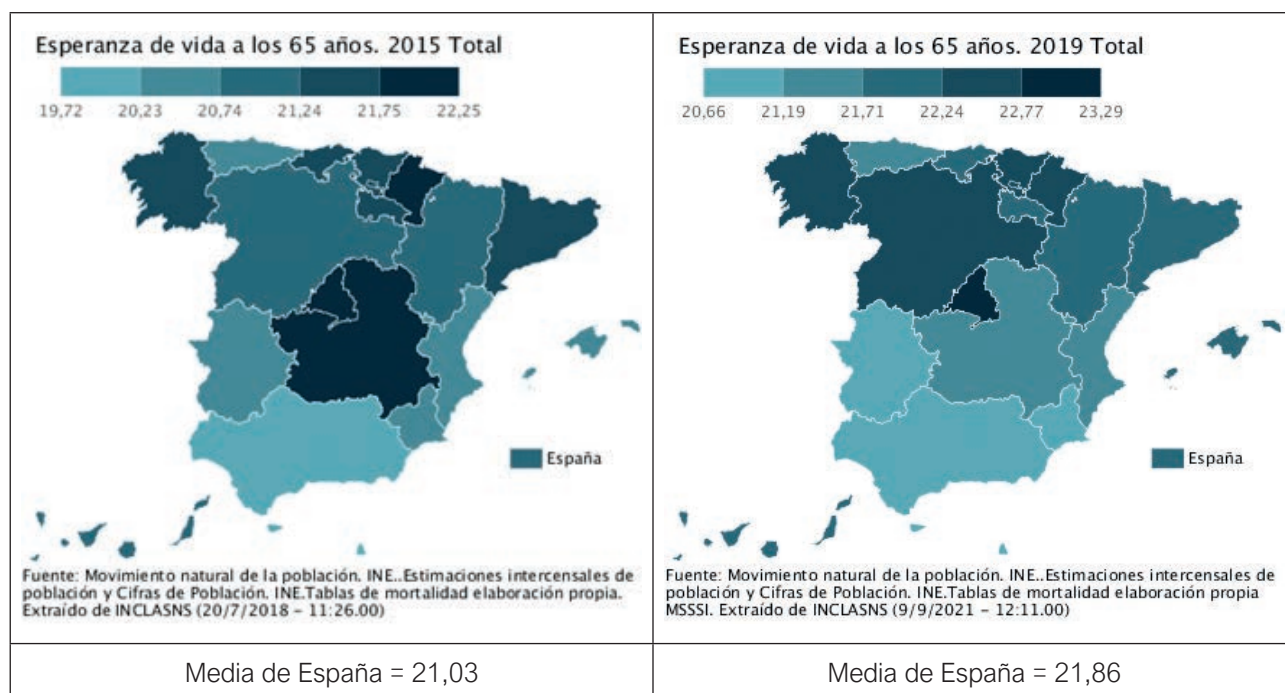 Esperanza de vida a los 65 años. 2015 Total
19,72 20,23 20,74 21,24 21,75 22,25
España
Fuente: Movimiento natural de la población. INE..Estimaciones intercensales de
población y Cifras de Población. INE.Tablas de mortalidad elaboración propia.
Extraído de INCLASNS (20/7/2018 – 11:26.00)
Media de España = 21,03
Esperanza de vida a los 65 años. 2019 Total
20,66 21,19 21,71 22,24 22,77 23,29
España
Fuente: Movimiento natural de la población. INE..Estimaciones intercensales de
población y Cifras de Población. INE.Tablas de mortalidad elaboración propia
MSSSI. Extraído de INCLASNS (9/9/2021 – 12:11.00)
Media de España = 21,86